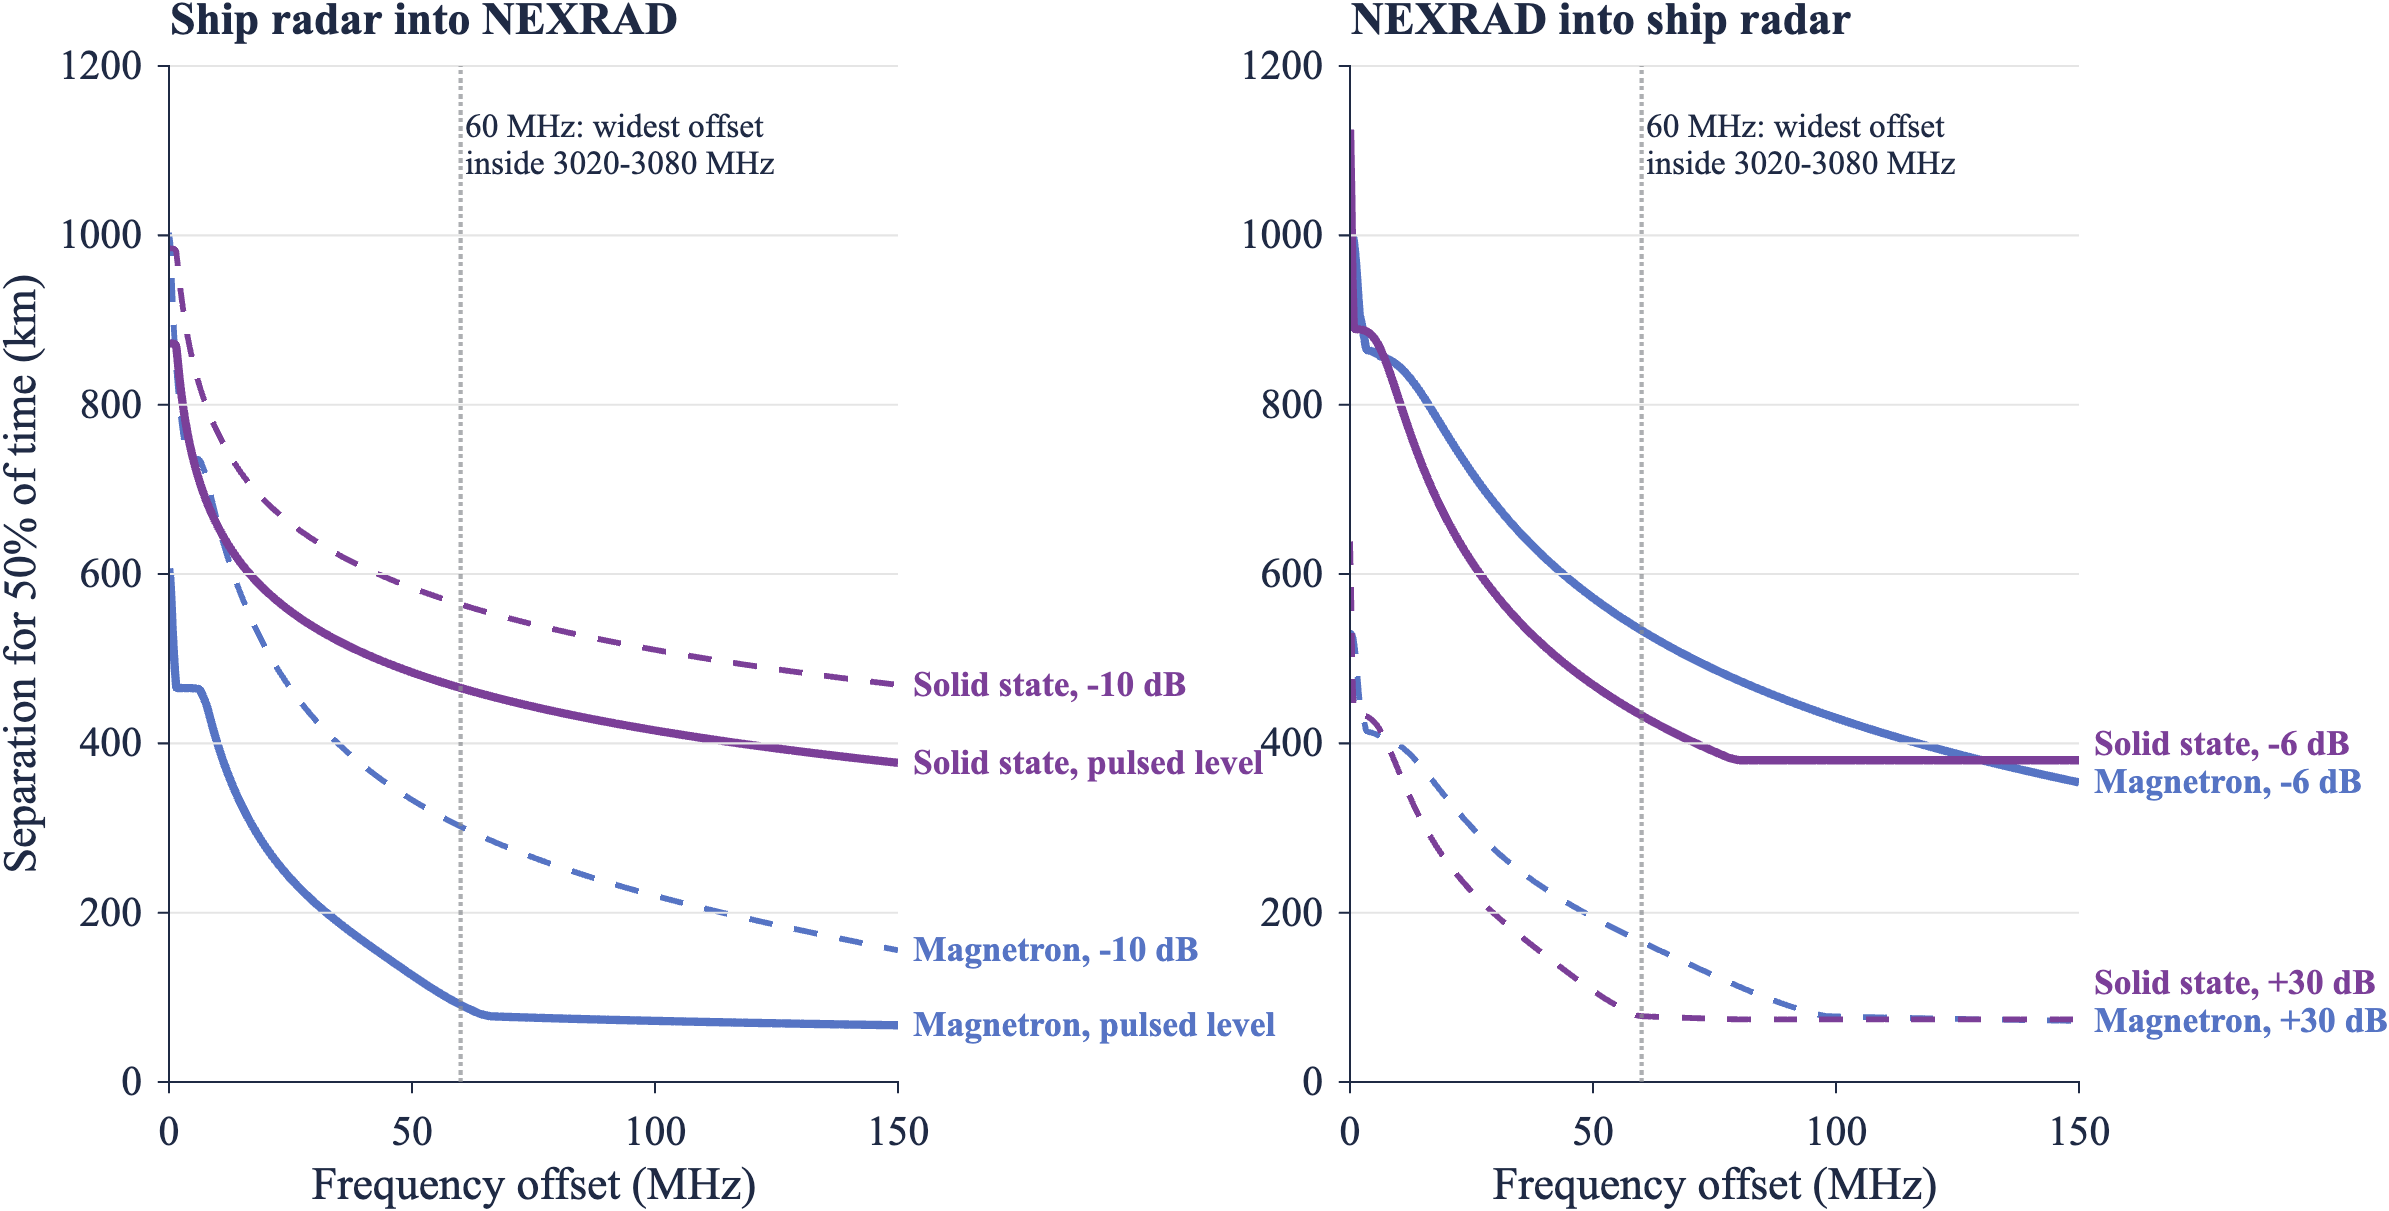 Ship radar into NEXRAD
1200
1000
800
600
400
200
0
Separation for 50% of time (km)
60 MHz: widest offset
inside 3020-3080 MHz
Solid state, -10 dB
Solid state, pulsed level
Magnetron, -10 dB
Magnetron, pulsed level
0 50 100 150
Frequency offset (MHz)
NEXRAD into ship radar
1200
1000
800
600
400
200
0
60 MHz: widest offset
inside 3020-3080 MHz
Solid state, -6 dB
Magnetron, -6 dB
Solid state, +30 dB
Magnetron, +30 dB
0 50 100 150
Frequency offset (MHz)